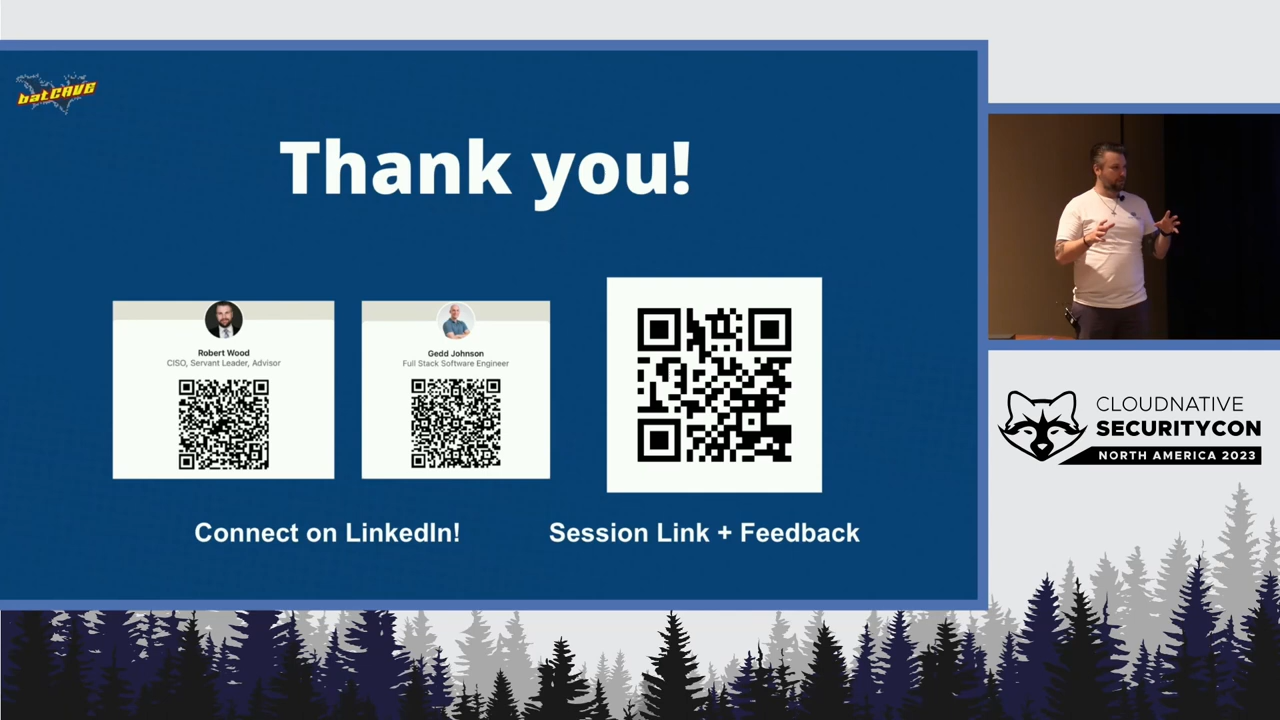 batCAVE
Thank you!
Robert Wood
CISO, Servant Leader, Advisor
Gedd Johnson
Full Stack Software Engineer
Connect on LinkedIn!
Session Link + Feedback
CLOUDNATIVE
SECURITYCON
NORTH AMERICA 2023